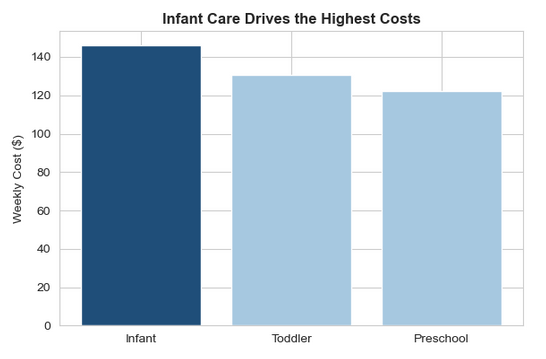 Infant Care Drives the Highest Costs
Weekly Cost ($)
140
120
100
80
60
40
20
0
Infant
Toddler
Preschool